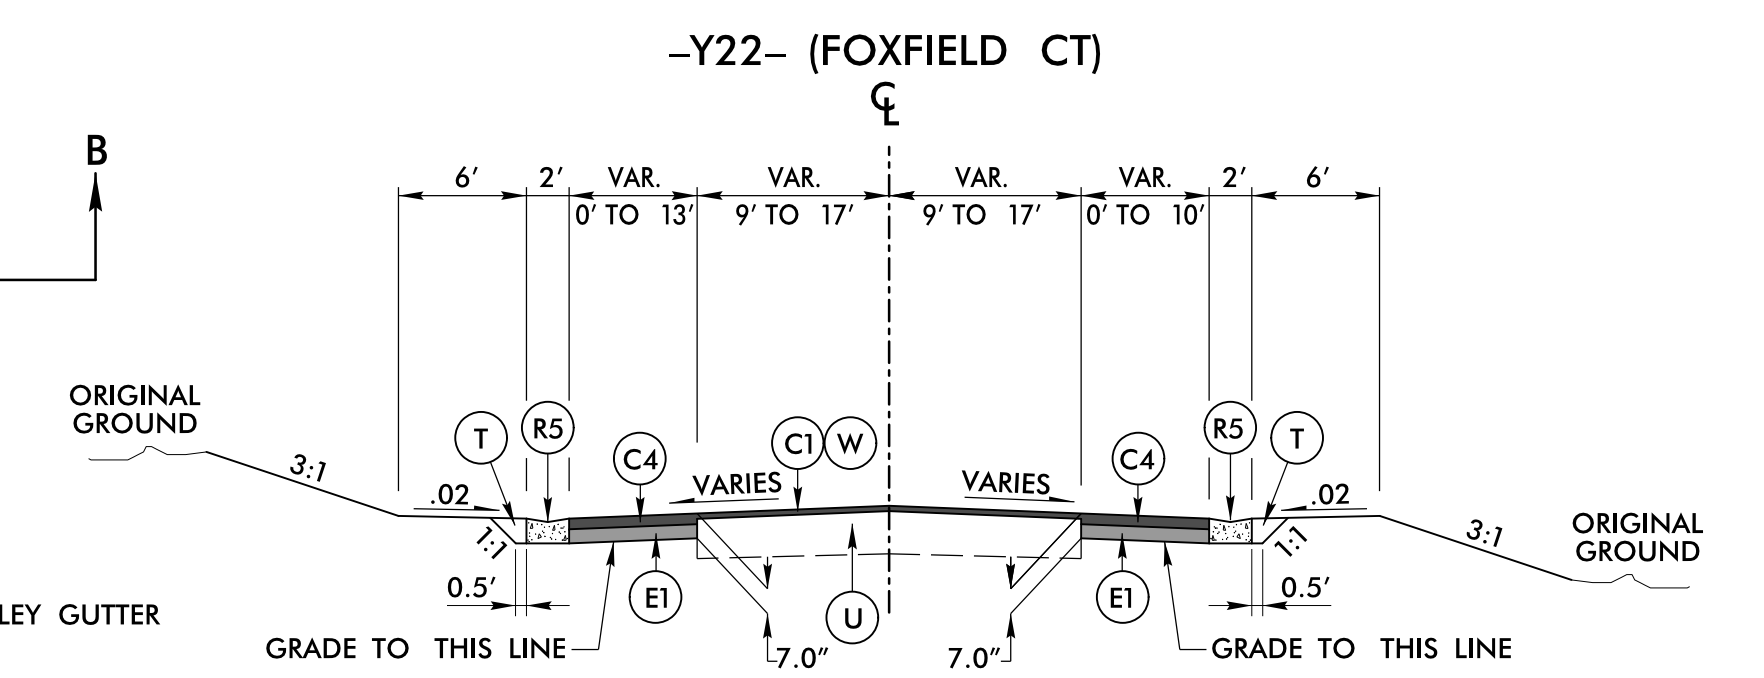 –Y22– (FOXFIELD CT)
℄
B
6' 2' VAR. VAR. VAR. VAR. 2' 6'
0' TO 13' 9' TO 17' 9' TO 17' 0' TO 10'
ORIGINAL
GROUND
3:1
.02
T
R5
C4
VARIES
C1
W
VARIES
C4
R5
T
.02
3:1
ORIGINAL
GROUND
1:1
1:1
0.5'
E1
U
E1
0.5'
LEY GUTTER
GRADE TO THIS LINE
7.0"
7.0"
GRADE TO THIS LINE